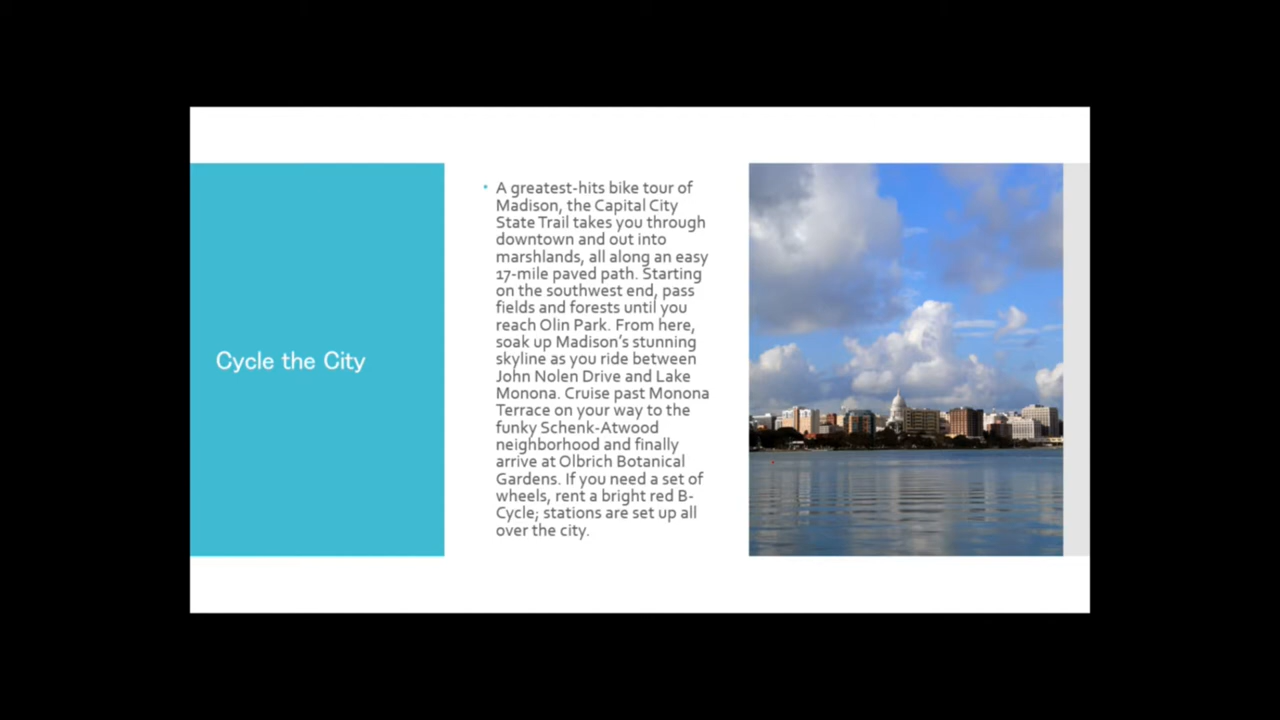 Cycle the City
A greatest-hits bike tour of
Madison, the Capital City
State Trail takes you through
downtown and out into
marshlands, all along an easy
17-mile paved path. Starting
on the southwest end, pass
fields and forests until you
reach Olin Park. From here,
soak up Madison’s stunning
skyline as you ride between
John Nolen Drive and Lake
Monona. Cruise past Monona
Terrace on your way to the
funky Schenk-Atwood
neighborhood and finally
arrive at Olbrich Botanical
Gardens. If you need a set of
wheels, rent a bright red B-
Cycle; stations are set up all
over the city.